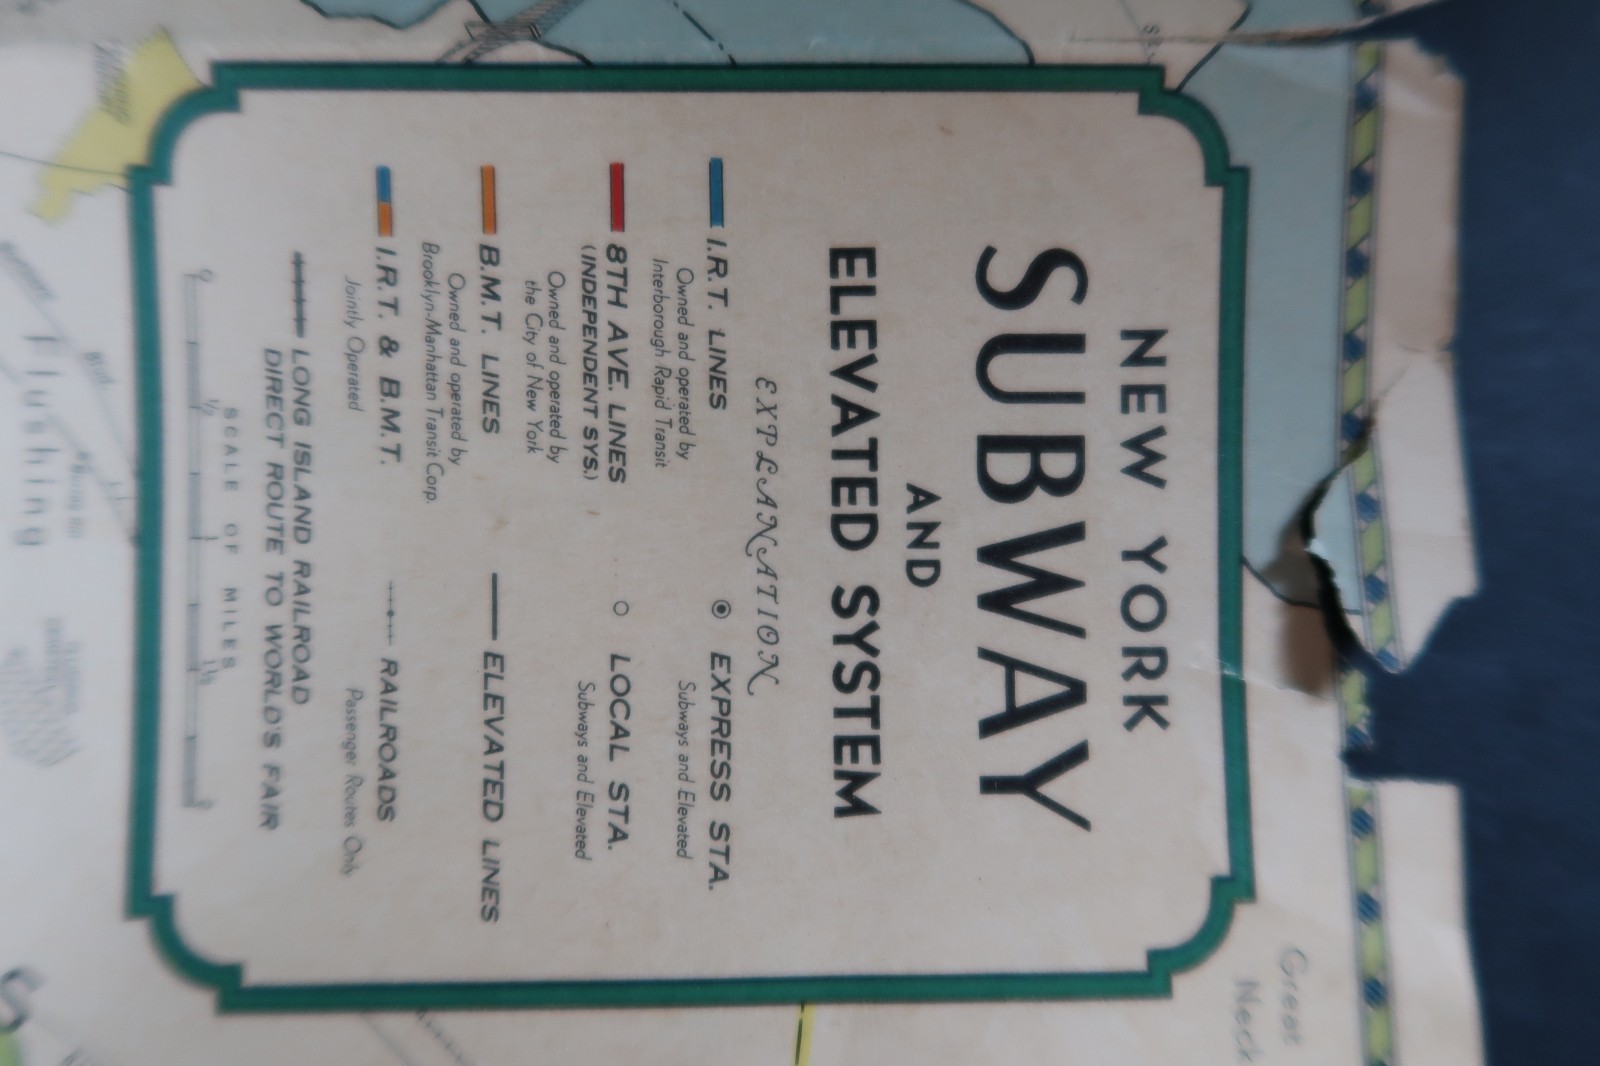 NEW YORK
SUBWAY
AND
ELEVATED SYSTEM
EXPLANATION
I.R.T. LINES
Owned and operated by
Interborough Rapid Transit
8TH AVE. LINES
(INDEPENDENT SYS.)
Owned and operated by
the City of New York
B.M.T. LINES
Owned and operated by
Brooklyn-Manhattan Transit Corp.
I.R.T. & B.M.T.
Jointly Operated
EXPRESS STA.
Subways and Elevated
LOCAL STA.
Subways and Elevated
ELEVATED LINES
RAILROADS
Passenger Routes Only
LONG ISLAND RAILROAD
DIRECT ROUTE TO WORLD'S FAIR
0 1/2 1 1 1/2 2
SCALE OF MILES
Great
Neck
Flushing
Blvd.
S